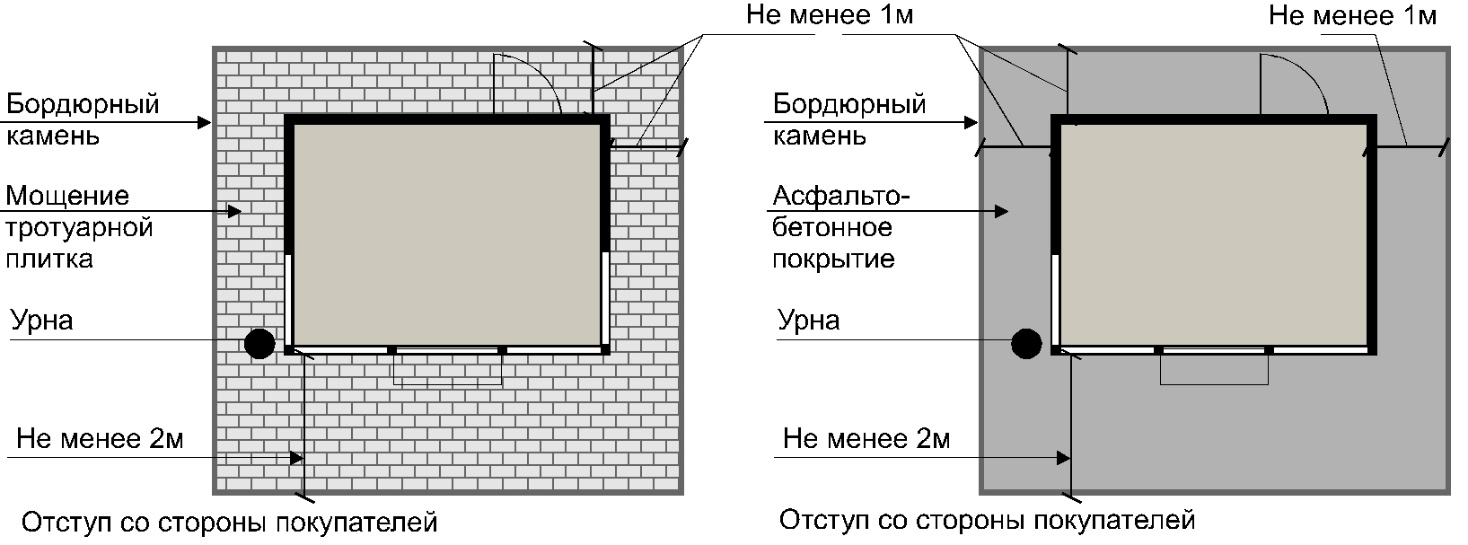 Не менее 1м
Не менее 1м
Бордюрный
камень
Мощение
тротуарной
плитка
Урна
Не менее 2м
Отступ со стороны покупателей
Бордюрный
камень
Асфальто-
бетонное
покрытие
Урна
Не менее 2м
Отступ со стороны покупателей